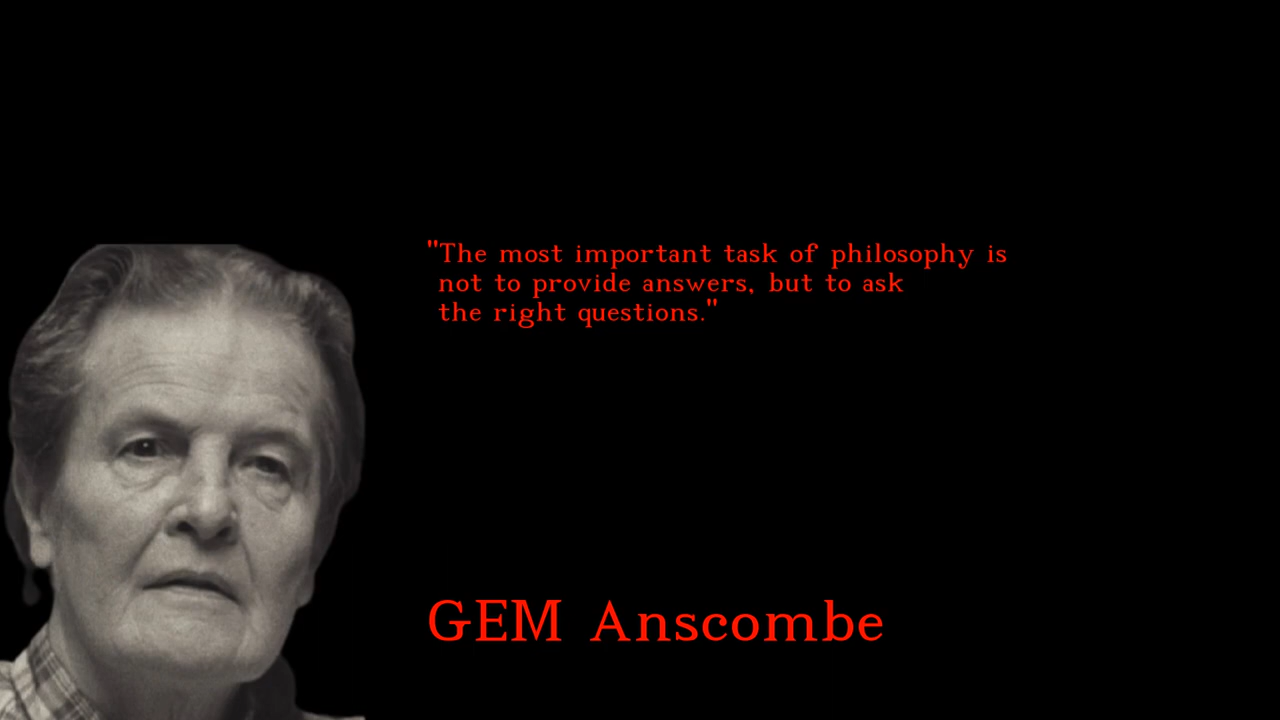 "The most important task of philosophy is
not to provide answers, but to ask
the right questions."
GEM Anscombe